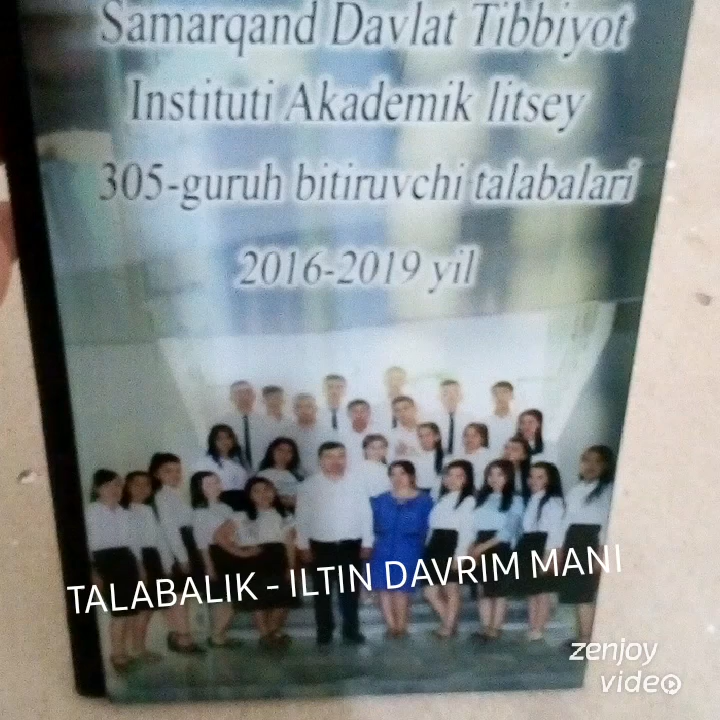 Samarqand Davlat Tibbiyot
Instituti Akademik litsey
305-guruh bitiruvchi talabalari
2016-2019 yil
TALABALIK - ILTIN DAVRIM MANI
zenjoy
video